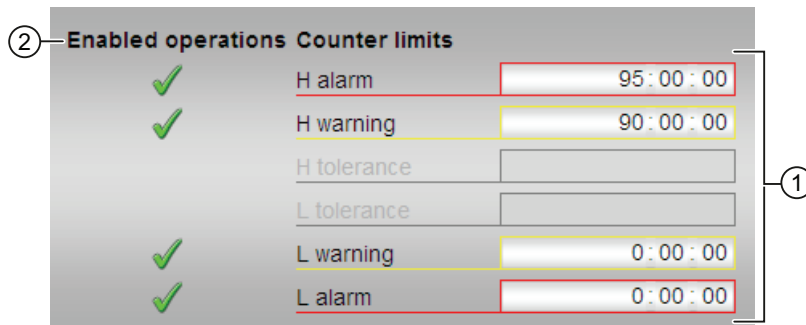 ② Enabled operations Counter limits
H alarm 95:00:00
H warning 90:00:00
H tolerance
L tolerance
L warning 0:00:00
L alarm 0:00:00
①